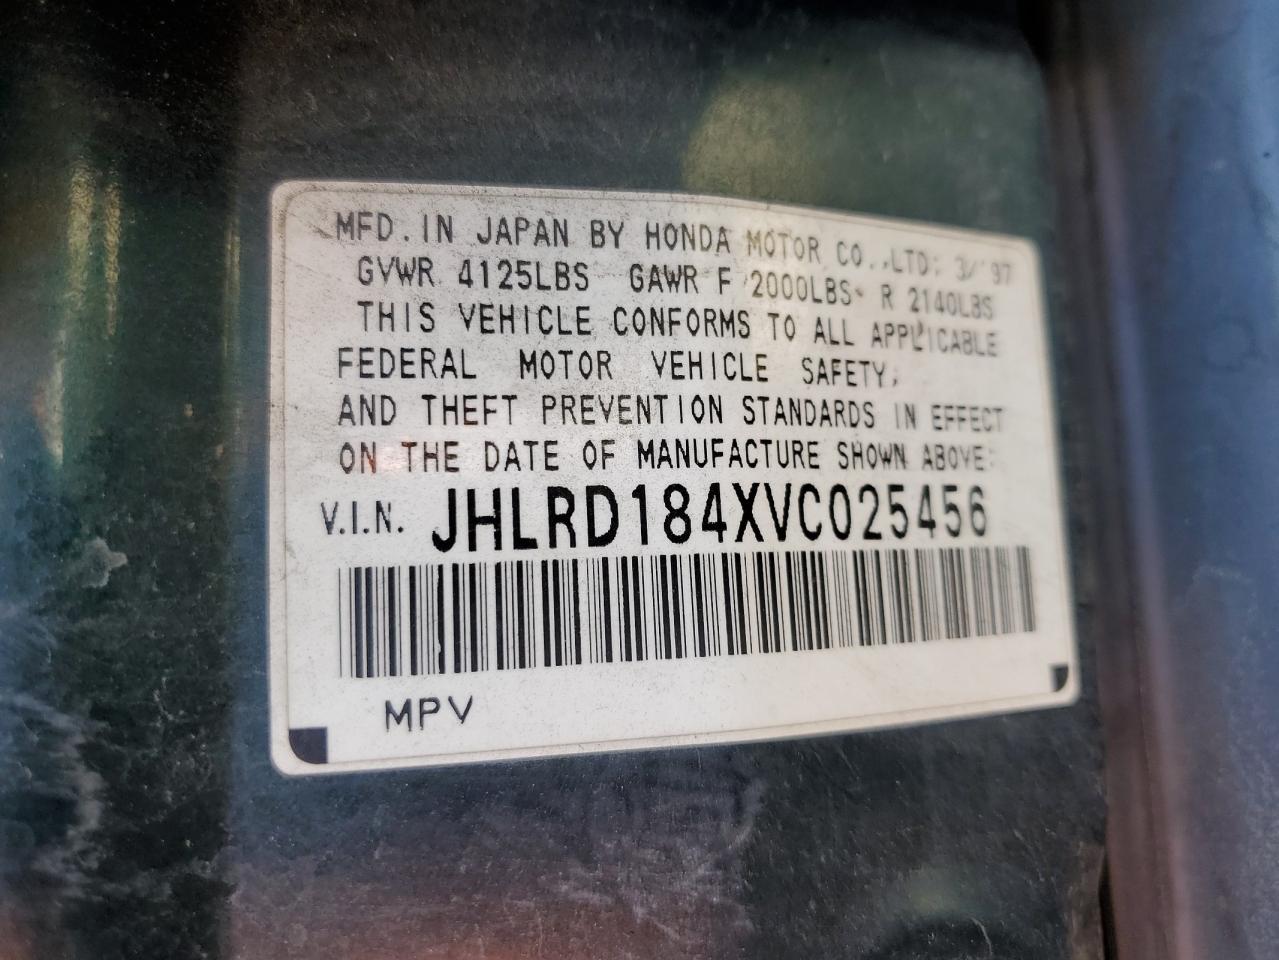 MFD. IN JAPAN BY HONDA MOTOR CO., LTD. 3/'97
GVWR 4125LBS GAWR F 2000LBS R 2140LBS
THIS VEHICLE CONFORMS TO ALL APPLICABLE
FEDERAL MOTOR VEHICLE SAFETY,
AND THEFT PREVENTION STANDARDS IN EFFECT
ON THE DATE OF MANUFACTURE SHOWN ABOVE.
V.I.N. JHLRD184XVC025456
MPV